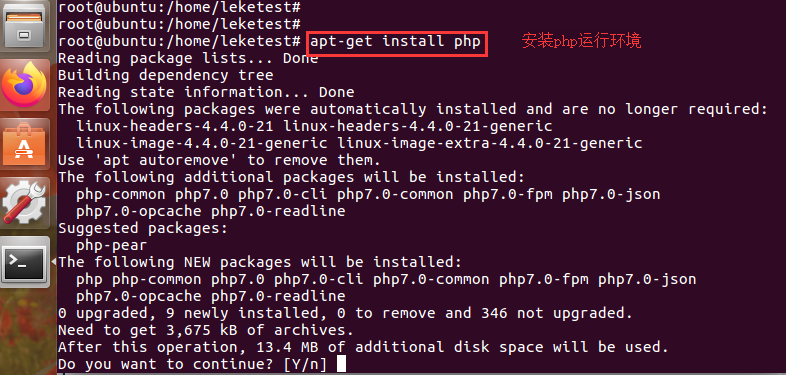 root@ubuntu:/home/leketest#
root@ubuntu:/home/leketest#
root@ubuntu:/home/leketest# apt-get install php 安装php运行环境
Reading package lists... Done
Building dependency tree
Reading state information... Done
The following packages were automatically installed and are no longer required:
linux-headers-4.4.0-21 linux-headers-4.4.0-21-generic
linux-image-4.4.0-21-generic linux-image-extra-4.4.0-21-generic
Use 'apt autoremove' to remove them.
The following additional packages will be installed:
php-common php7.0 php7.0-cli php7.0-common php7.0-fpm php7.0-json
php7.0-opcache php7.0-readline
Suggested packages:
php-pear
The following NEW packages will be installed:
php php-common php7.0 php7.0-cli php7.0-common php7.0-fpm php7.0-json
php7.0-opcache php7.0-readline
0 upgraded, 9 newly installed, 0 to remove and 346 not upgraded.
Need to get 3,675 kB of archives.
After this operation, 13.4 MB of additional disk space will be used.
Do you want to continue? [Y/n]